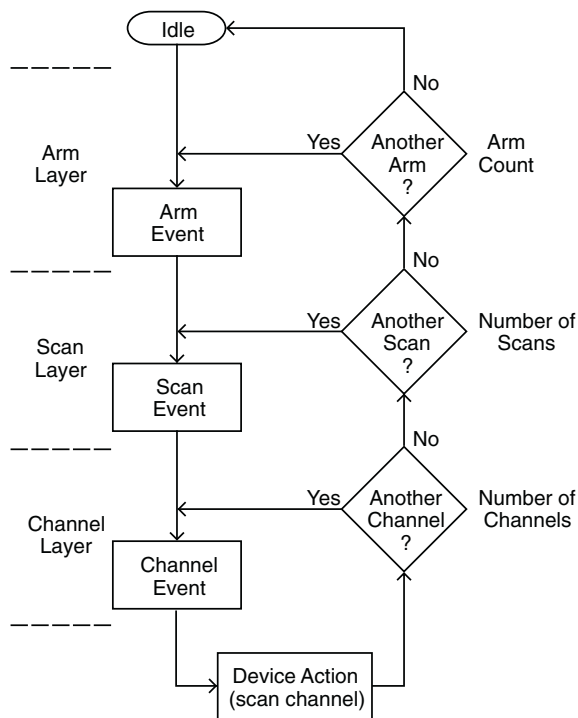 Idle
No
Yes
Another
Arm
?
Arm
Count
Arm
Layer
Arm
Event
No
Yes
Another
Scan
?
Number of
Scans
Scan
Layer
Scan
Event
No
Yes
Another
Channel
?
Number of
Channels
Channel
Layer
Channel
Event
Device Action
(scan channel)